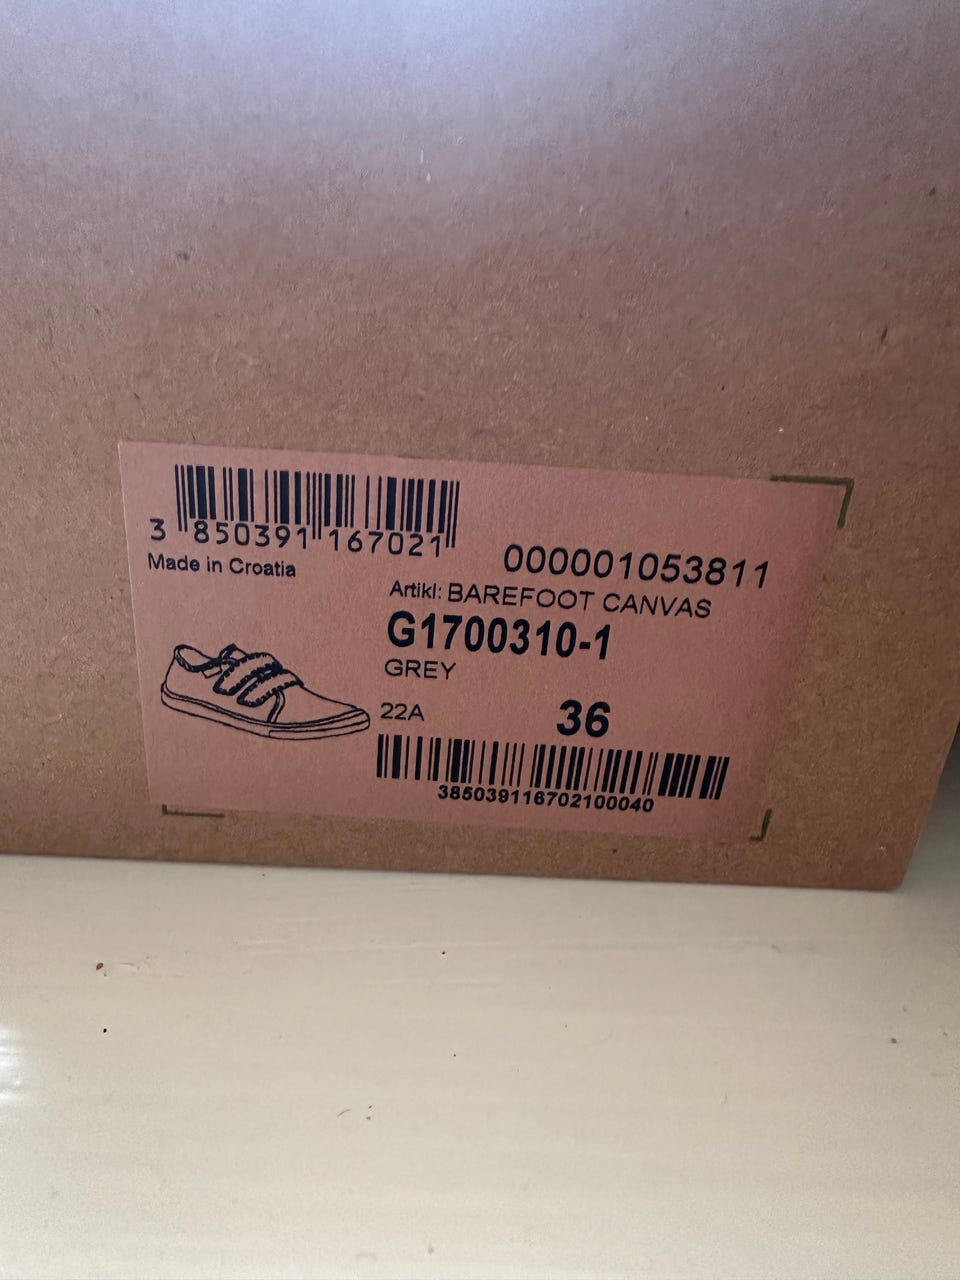 3 850391 167021
Made in Croatia
000001053811
Artikl: BAREFOOT CANVAS
G1700310-1
GREY
22A 36
385039116702100040